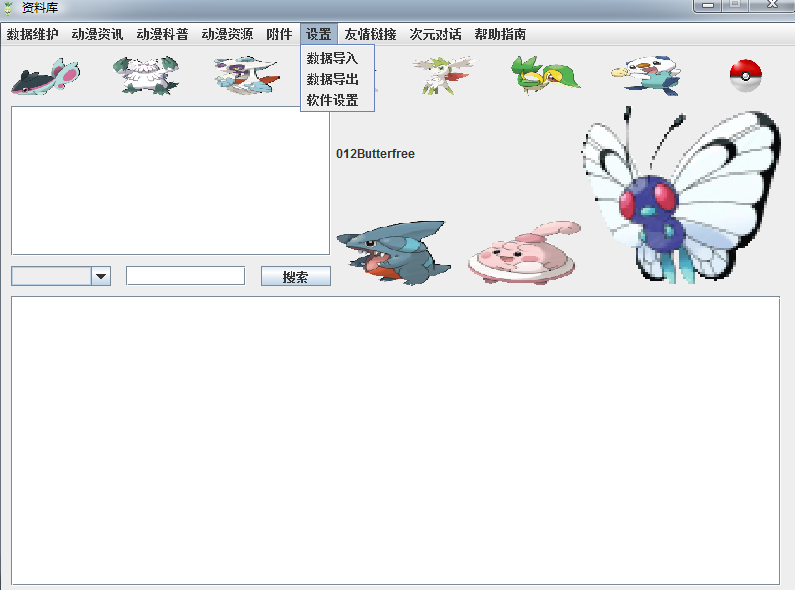 资料库
数据维护 动漫资讯 动漫科普 动漫资源 附件 设置 友情链接 次元对话 帮助指南
数据导入
数据导出
软件设置
012Butterfree
搜索